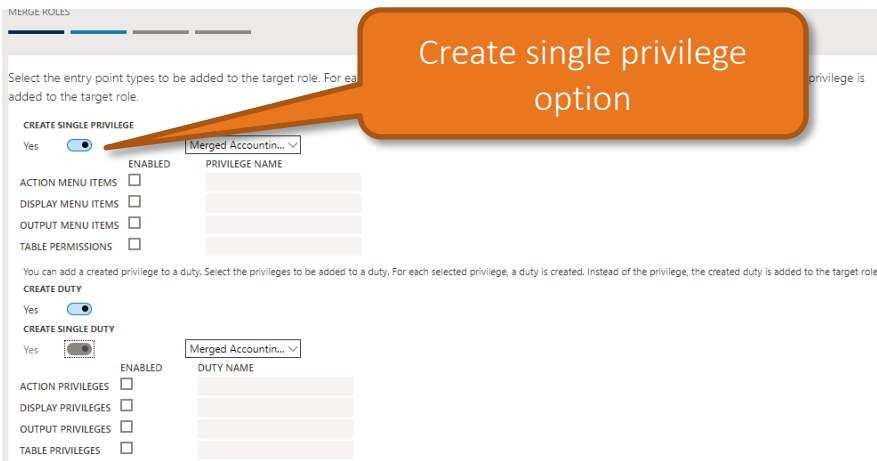 MERGE ROLES
Create single privilege
option
Select the entry point types to be added to the target role. For ea
privilege is
added to the target role.
CREATE SINGLE PRIVILEGE
Yes
Merged Accountin...
ENABLED PRIVILEGE NAME
ACTION MENU ITEMS
DISPLAY MENU ITEMS
OUTPUT MENU ITEMS
TABLE PERMISSIONS
You can add a created privilege to a duty. Select the privileges to be added to a duty. For each selected privilege, a duty is created. Instead of the privilege, the created duty is added to the target role
CREATE DUTY
Yes
CREATE SINGLE DUTY
Yes
Merged Accountin...
ENABLED DUTY NAME
ACTION PRIVILEGES
DISPLAY PRIVILEGES
OUTPUT PRIVILEGES
TABLE PRIVILEGES